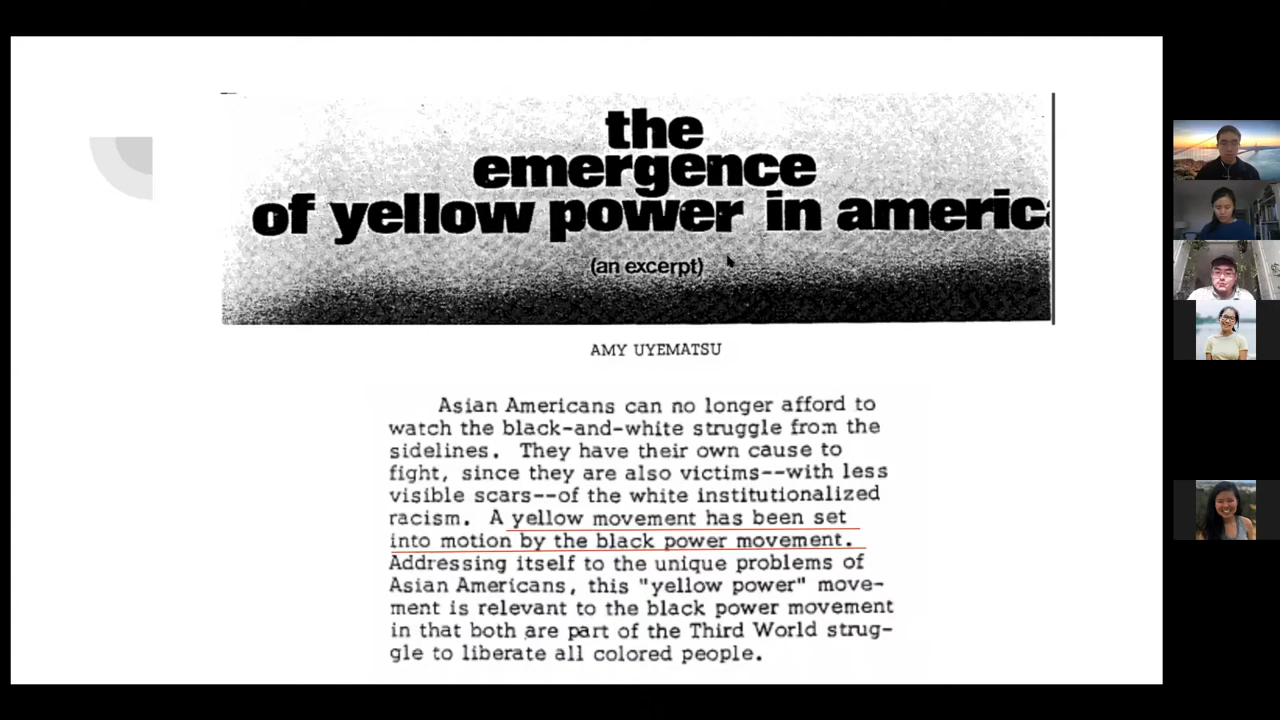 the
emergence
of yellow power in americ
(an excerpt)
AMY UYEMATSU
Asian Americans can no longer afford to
watch the black-and-white struggle from the
sidelines. They have their own cause to
fight, since they are also victims--with less
visible scars--of the white institutionalized
racism. A yellow movement has been set
into motion by the black power movement.
Addressing itself to the unique problems of
Asian Americans, this "yellow power" move-
ment is relevant to the black power movement
in that both are part of the Third World strug-
gle to liberate all colored people.